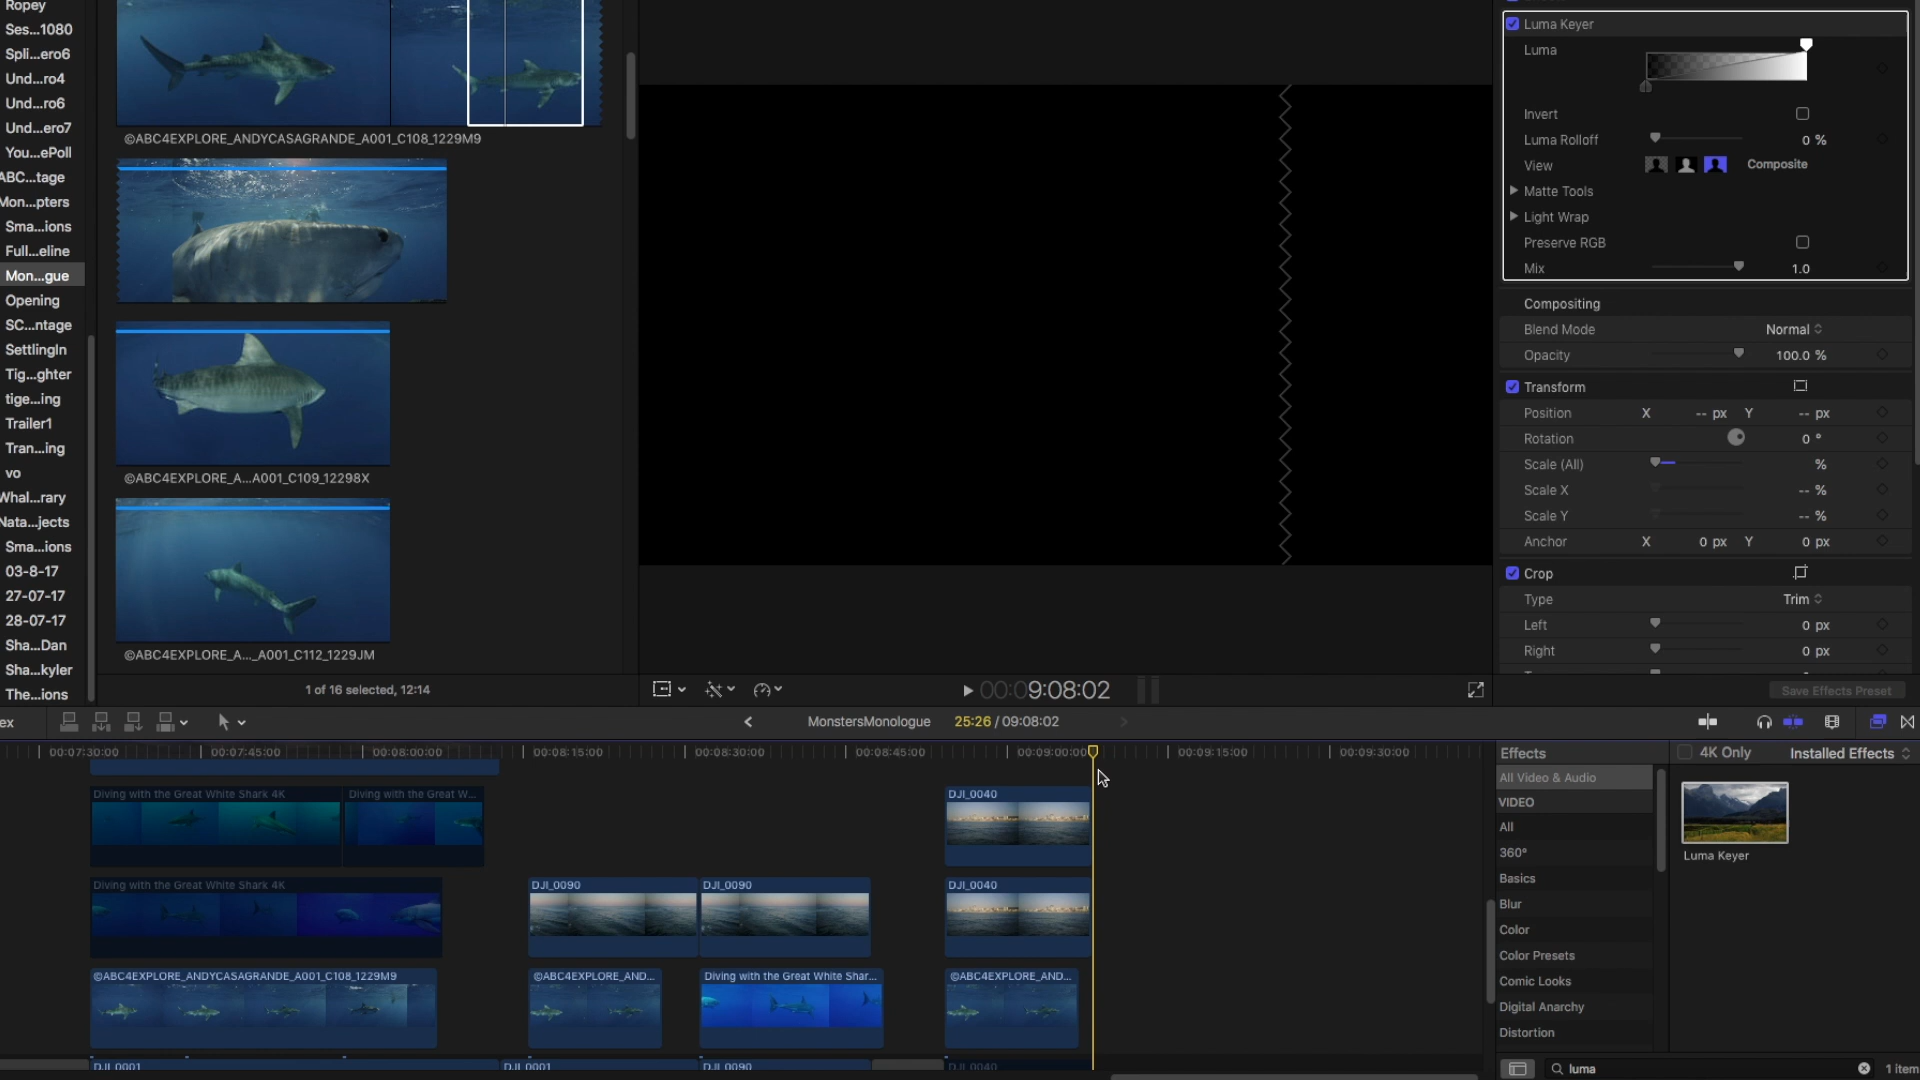 Ropey
Ses...1080
Spli...ero6
Und...ro4
Und...ro6
Und...ero7
You...ePoll
ABC...tage
Mon...pters
Sma...ions
Full...eline
Mon...gue
Opening
SC...ntage
SettlingIn
Tig...ghter
tige...ing
Trailer1
Tran...ing
vo
Whal...rary
Nata...jects
Sma...ions
03-8-17
27-07-17
28-07-17
Sha...Dan
Sha...kyler
The...ions
©ABC4EXPLORE_ANDYCASAGRANDE_A001_C108_1229M9
©ABC4EXPLORE_A...A001_C109_12298X
©ABC4EXPLORE_A..._A001_C112_1229JM
1 of 16 selected, 12:14
00:09:08:02
Luma Keyer
Luma
Invert
Luma Rolloff 0 %
View Composite
Matte Tools
Light Wrap
Preserve RGB
Mix 1.0
Compositing
Blend Mode Normal
Opacity 100.0 %
Transform
Position X -- px Y -- px
Rotation 0 °
Scale (All) %
Scale X -- %
Scale Y -- %
Anchor X 0 px Y 0 px
Crop
Type Trim
Left 0 px
Right 0 px
Save Effects Preset
ex
MonstersMonologue 25:26 / 09:08:02
00:07:30:00 00:07:45:00 00:08:00:00 00:08:15:00 00:08:30:00 00:08:45:00 00:09:00:00 00:09:15:00 00:09:30:00
Diving with the Great White Shark 4K Diving with the Great W... DJI_0040
Diving with the Great White Shark 4K DJI_0090 DJI_0090 DJI_0040
©ABC4EXPLORE_ANDYCASAGRANDE_A001_C108_1229M9 ©ABC4EXPLORE_AND... Diving with the Great White Shar... ©ABC4EXPLORE_AND...
DJI_0001 DJI_0001 DJI_0090 DJI_0040
Effects 4K Only Installed Effects
All Video & Audio
VIDEO
All
360°
Basics
Blur
Color
Color Presets
Comic Looks
Digital Anarchy
Distortion
Luma Keyer
luma 1 item